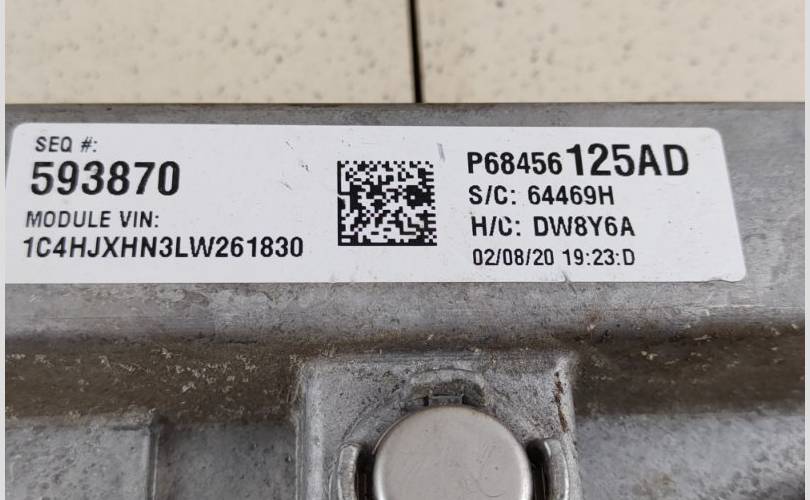 SEQ #:
593870
MODULE VIN:
1C4HJXHN3LW261830
P68456125AD
S/C: 64469H
H/C: DW8Y6A
02/08/20 19:23:D